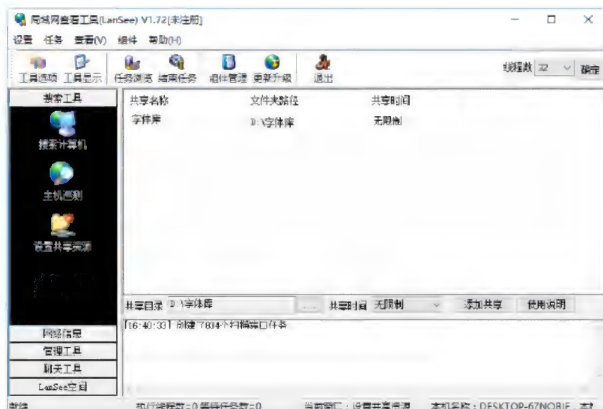 局域网查看工具(LanSee) V1.72[未注册]
设置 任务 查看(V) 组件 帮助(H)
工具选项 工具显示 任务浏览 结束任务 组件管理 更新升级 退出 线程数 32 确定
搜索工具
共享名称 文件夹路径 共享时间
字体库 D:\字体库 无限制
搜索计算机
主机巡测
设置共享资源
共享目录 D:\字体库 ... 共享时间 无限制 添加共享 使用说明
[16:40:33] 创建了834个扫描端口任务
网络信息
管理工具
聊天工具
LanSee空间
就绪 执行线程数=0 等待任务数=0 当前窗口：设置共享资源 本机名称：DESKTOP-67NOBIF